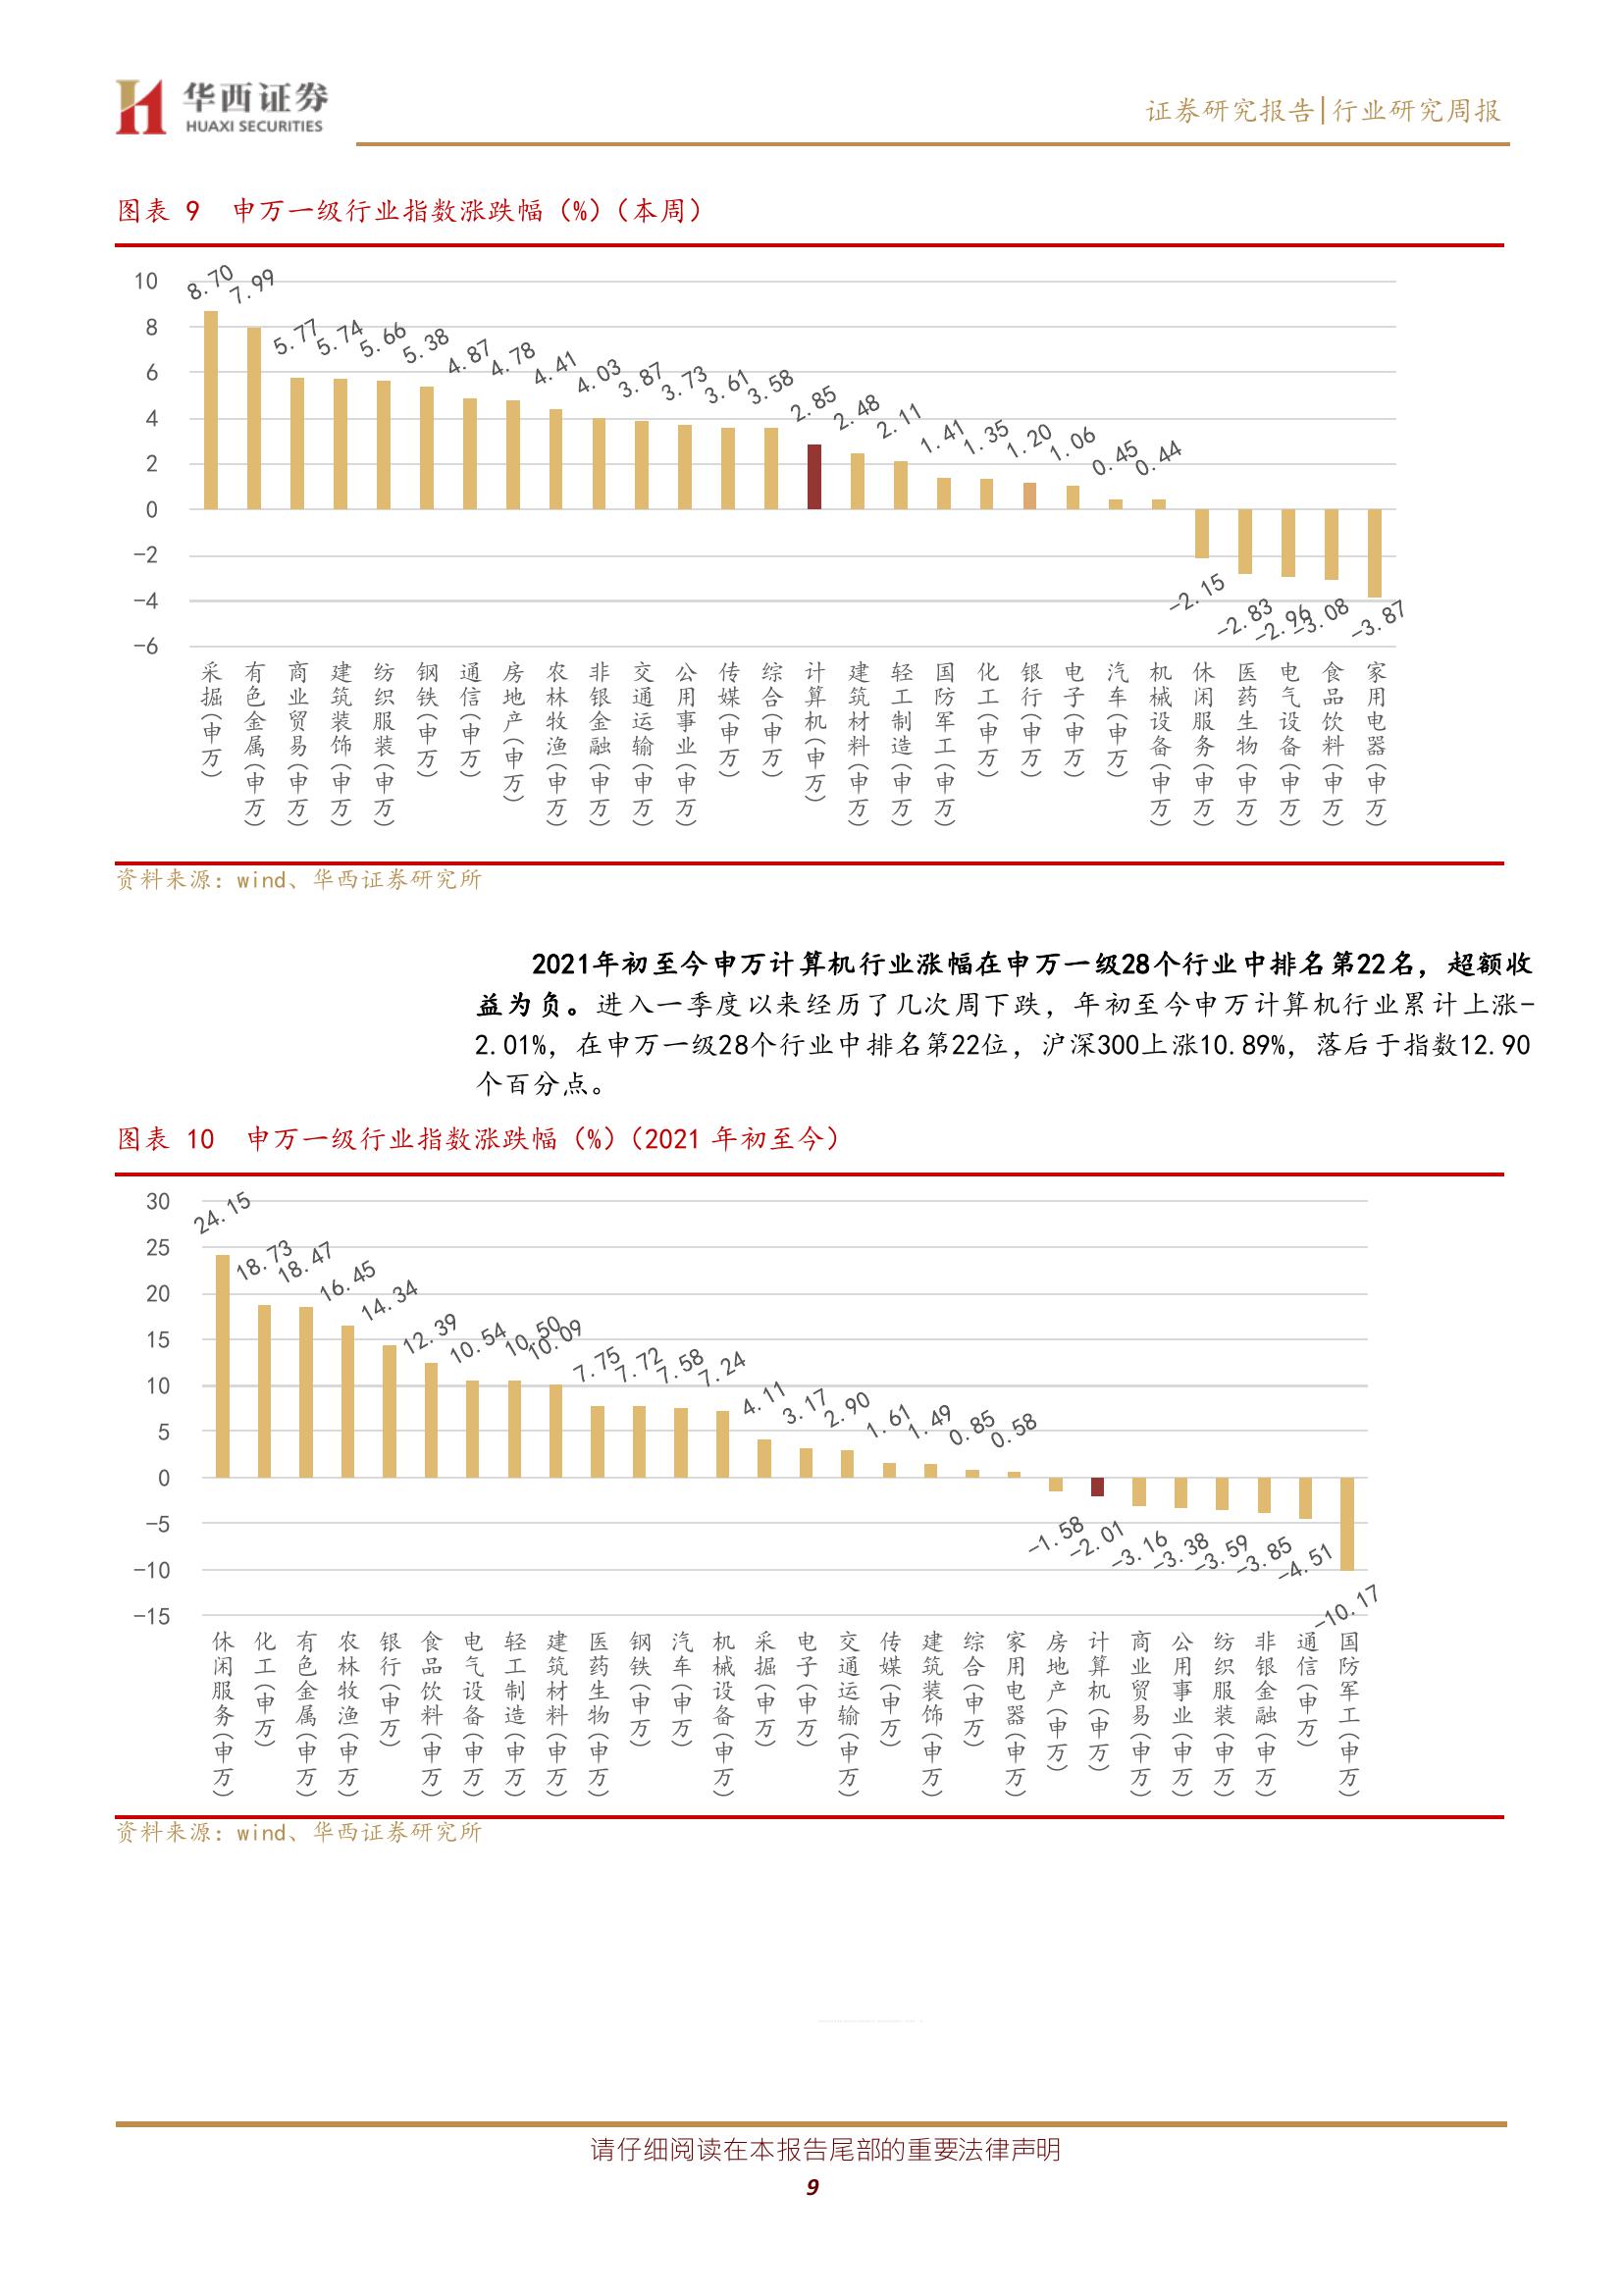 华西证券
HUAXI SECURITIES
证券研究报告|行业研究周报
图表 9 申万一级行业指数涨跌幅（%）（本周）
10
8
6
4
2
0
-2
-4
-6
8.70
7.99
5.77
5.74
5.66
5.38
4.87
4.78
4.41
4.03
3.87
3.73
3.61
3.58
2.85
2.48
2.11
1.41
1.35
1.20
1.06
0.45
0.44
-2.15
-2.83
-2.96
-3.08
-3.87
采掘(申万)
有色金属(申万)
商业贸易(申万)
建筑装饰(申万)
纺织服装(申万)
钢铁(申万)
通信(申万)
房地产(申万)
农林牧渔(申万)
非银金融(申万)
交通运输(申万)
公用事业(申万)
传媒(申万)
综合(申万)
计算机(申万)
建筑材料(申万)
轻工制造(申万)
国防军工(申万)
化工(申万)
银行(申万)
电子(申万)
汽车(申万)
机械设备(申万)
休闲服务(申万)
医药生物(申万)
电气设备(申万)
食品饮料(申万)
家用电器(申万)
资料来源：wind、华西证券研究所
2021年初至今申万计算机行业涨幅在申万一级28个行业中排名第22名，超额收
益为负。进入一季度以来经历了几次周下跌，年初至今申万计算机行业累计上涨-
2.01%，在申万一级28个行业中排名第22位，沪深300上涨10.89%，落后于指数12.90
个百分点。
图表 10 申万一级行业指数涨跌幅（%）（2021 年初至今）
30
25
20
15
10
5
0
-5
-10
-15
24.15
18.73
18.47
16.45
14.34
12.39
10.54
10.50
10.09
7.75
7.72
7.58
7.24
4.11
3.17
2.90
1.61
1.49
0.85
0.58
-1.58
-2.01
-3.16
-3.38
-3.59
-3.85
-4.51
-10.17
休闲服务(申万)
化工(申万)
有色金属(申万)
农林牧渔(申万)
银行(申万)
食品饮料(申万)
电气设备(申万)
轻工制造(申万)
建筑材料(申万)
医药生物(申万)
钢铁(申万)
汽车(申万)
机械设备(申万)
采掘(申万)
电子(申万)
交通运输(申万)
传媒(申万)
建筑装饰(申万)
综合(申万)
家用电器(申万)
房地产(申万)
计算机(申万)
商业贸易(申万)
公用事业(申万)
纺织服装(申万)
非银金融(申万)
通信(申万)
国防军工(申万)
资料来源：wind、华西证券研究所
请仔细阅读在本报告尾部的重要法律声明
9